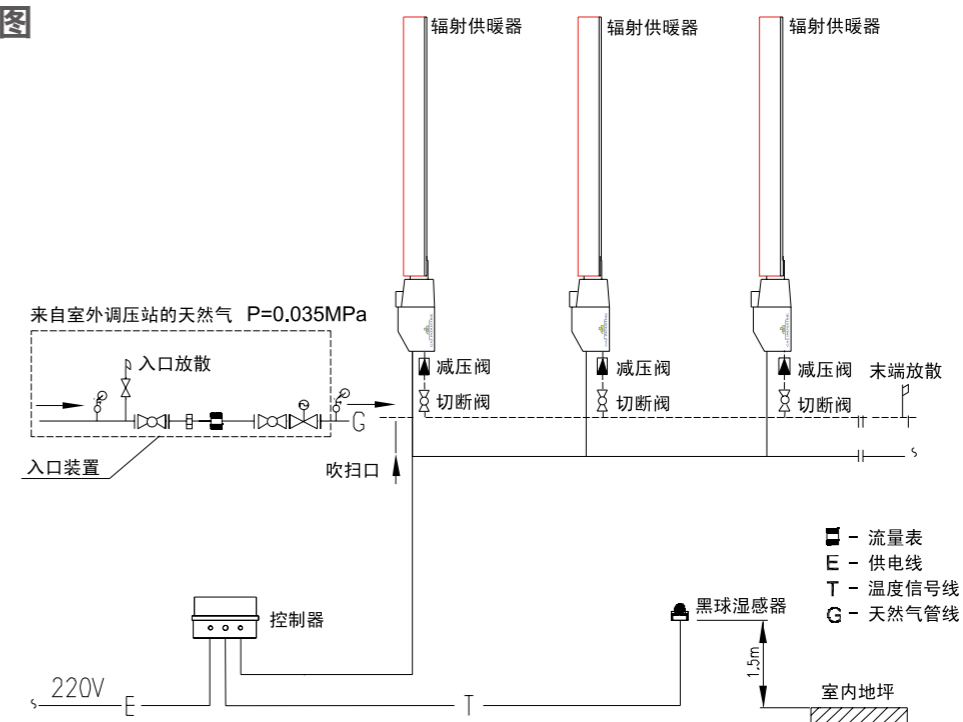 图
辐射供暖器
辐射供暖器
辐射供暖器
来自室外调压站的天然气 P=0.035MPa
入口放散
减压阀
减压阀
减压阀
末端放散
切断阀
切断阀
切断阀
G
入口装置
吹扫口
S
流量表
E - 供电线
T - 温度信号线
G - 天然气管线
控制器
黑球湿感器
1.5m
室内地坪
S
220V
E
T